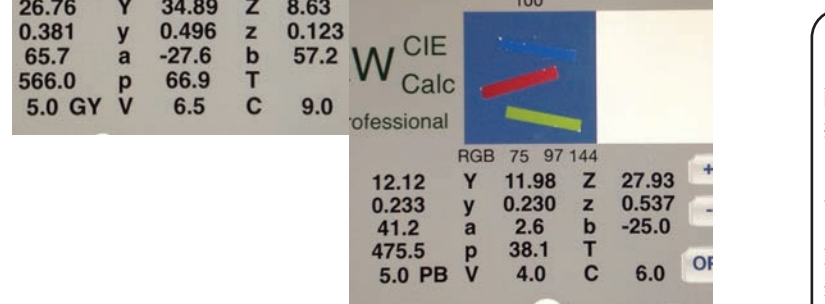 26.76 Y 34.89 Z 8.63
0.381 y 0.496 z 0.123
65.7 a -27.6 b 57.2
566.0 p 66.9 T
5.0 GY V 6.5 C 9.0
100
W CIE
Calc
ofessional
RGB 75 97 144
12.12 Y 11.98 Z 27.93
0.233 y 0.230 z 0.537
41.2 a 2.6 b -25.0
475.5 p 38.1 T
5.0 PB V 4.0 C 6.0
+
-